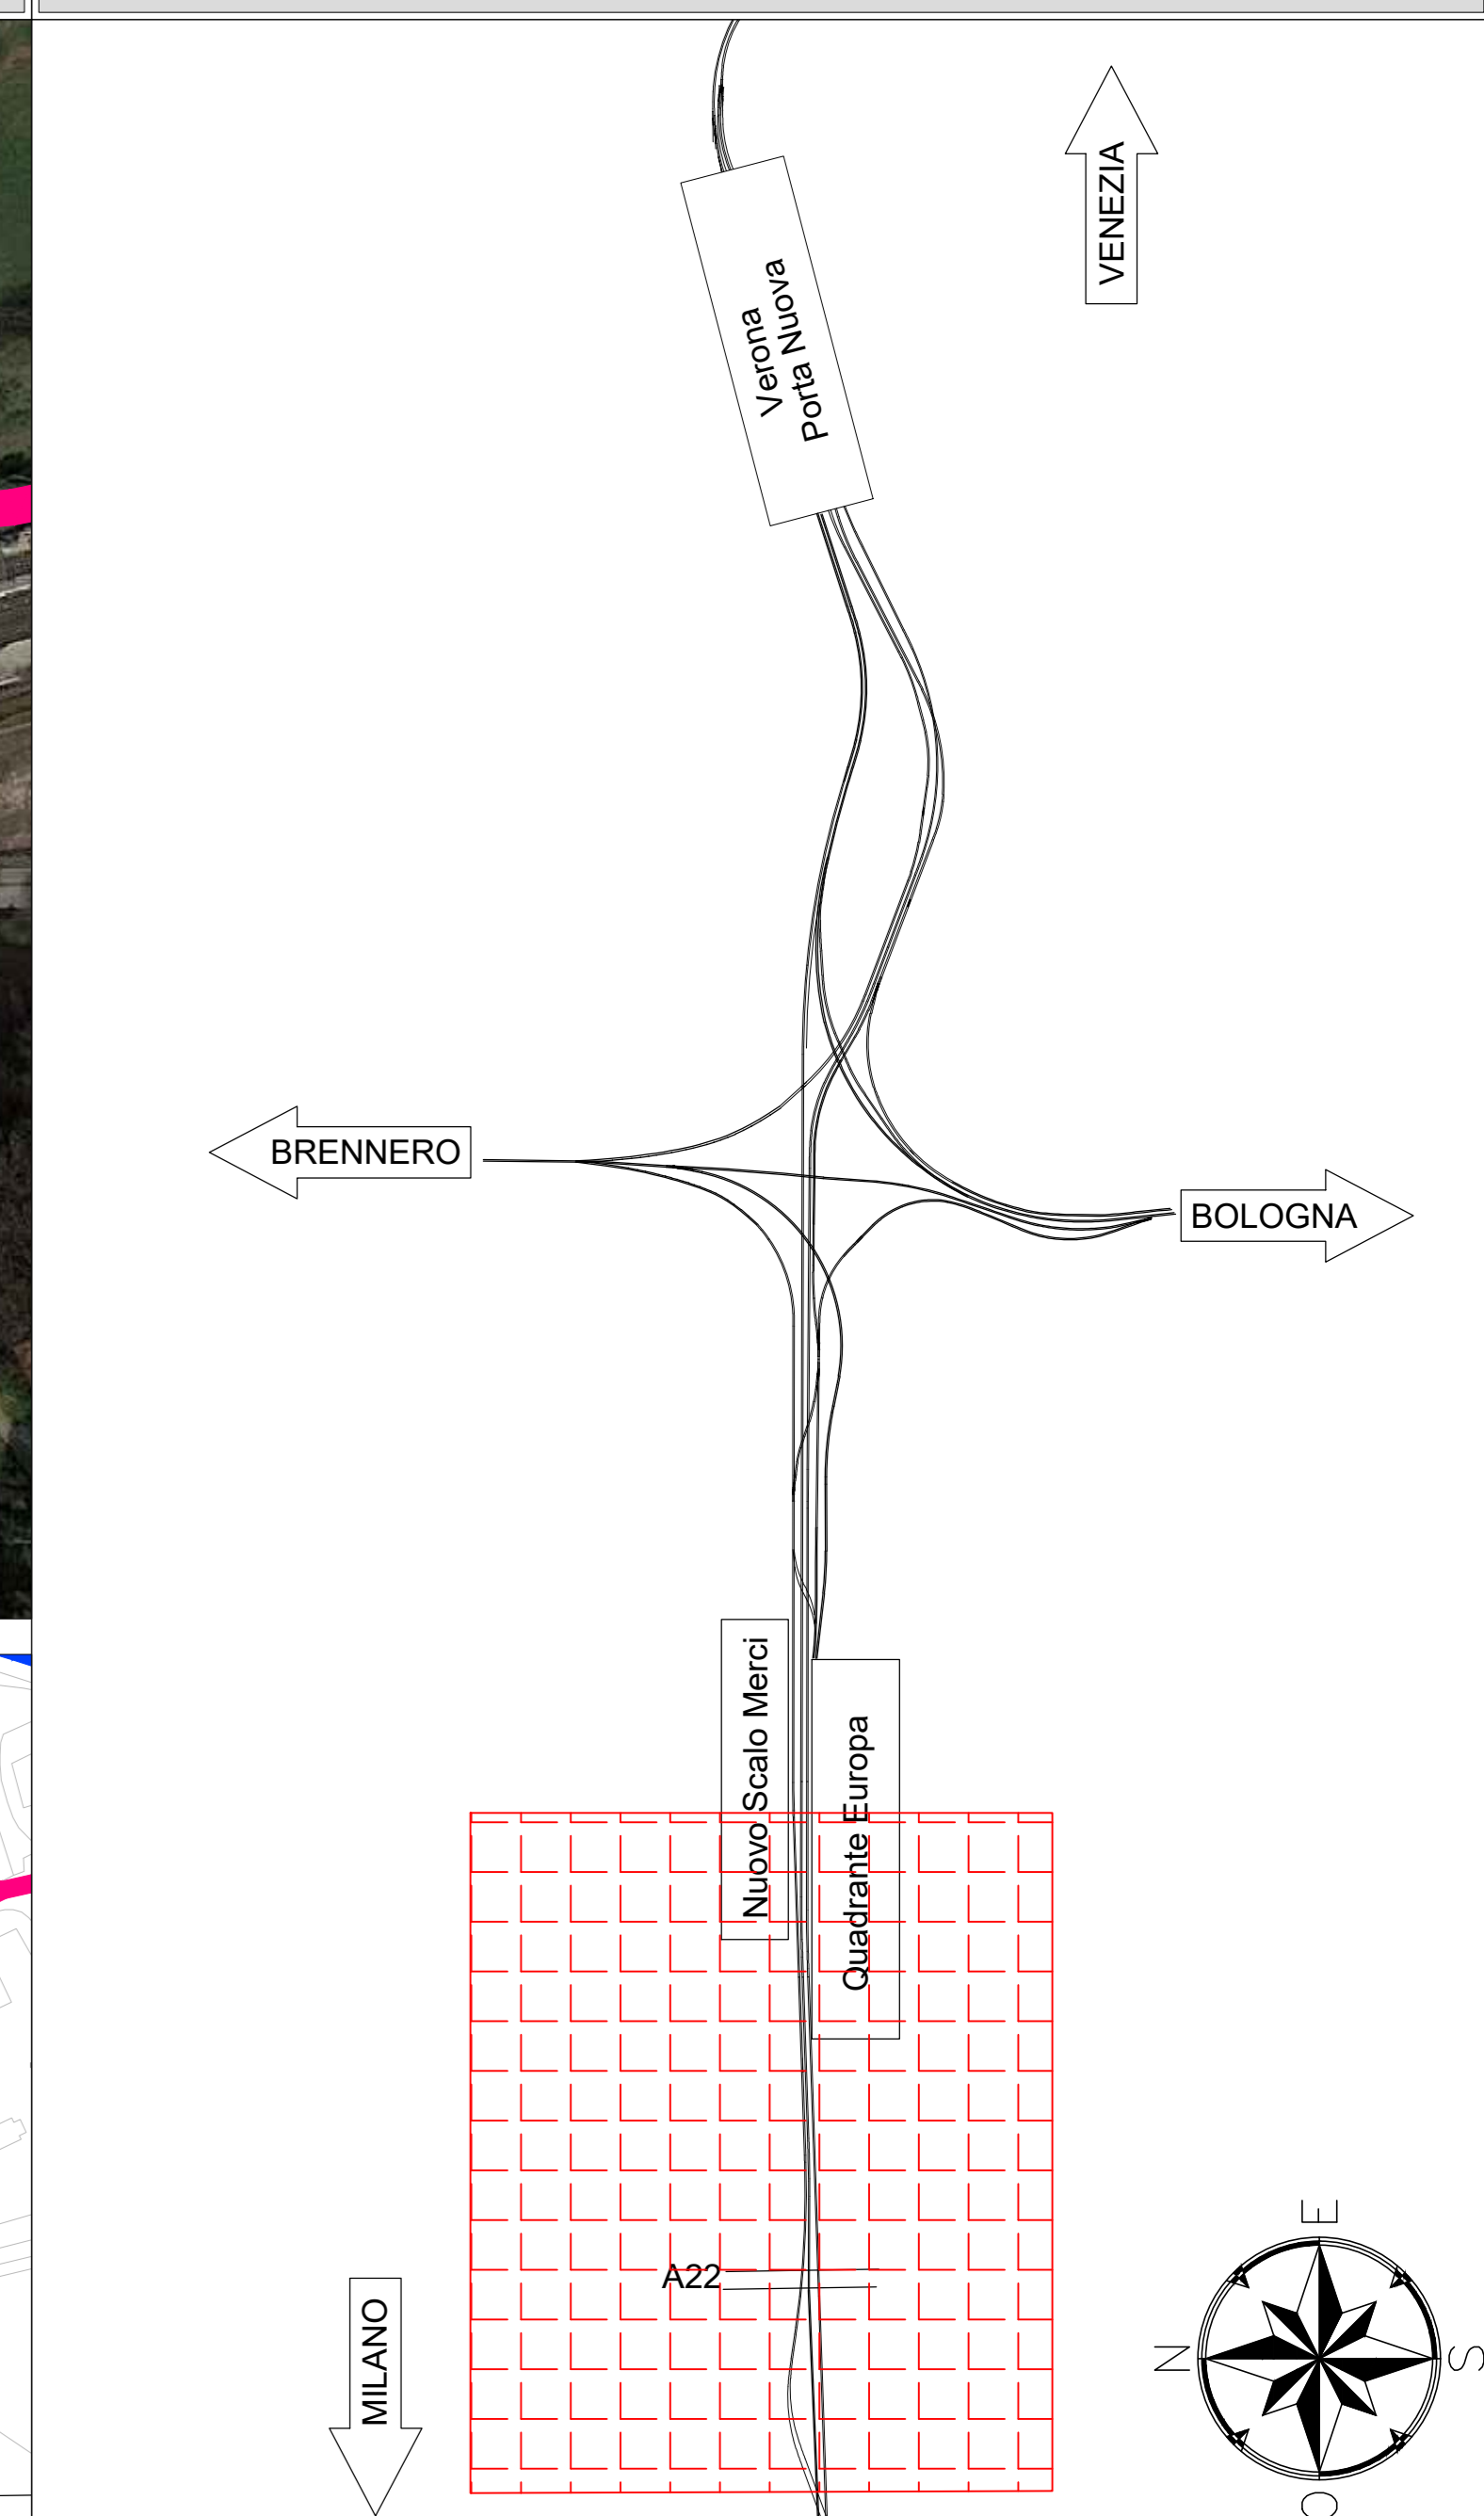 VENEZIA
Verona
Porta Nuova
BRENNERO
BOLOGNA
Nuovo Scalo Merci
Quadrante Europa
A22
MILANO
E
N
S
O